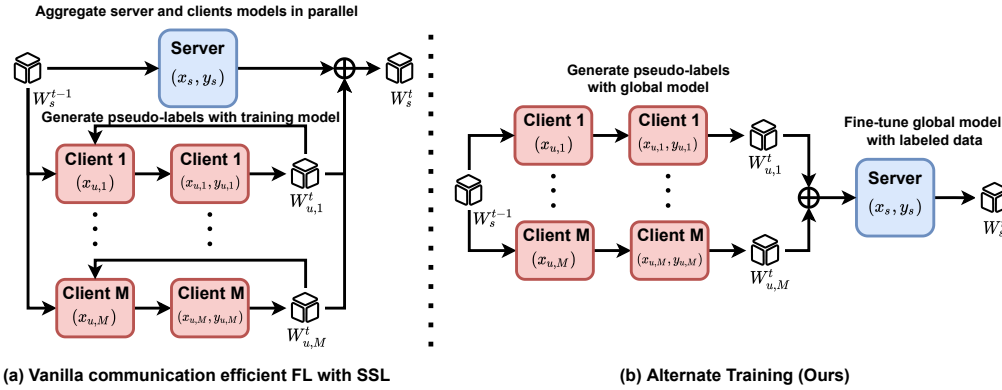 Aggregate server and clients models in parallel
Server
$(x_s, y_s)$
$W_s^{t-1}$
$W_s^t$
Generate pseudo-labels with training model
Client 1
$(x_{u,1})$
Client 1
$(x_{u,1}, y_{u,1})$
$W_{u,1}^t$
Client M
$(x_{u,M})$
Client M
$(x_{u,M}, y_{u,M})$
$W_{u,M}^t$
(a) Vanilla communication efficient FL with SSL
Generate pseudo-labels
with global model
Client 1
$(x_{u,1})$
Client 1
$(x_{u,1}, y_{u,1})$
$W_{u,1}^t$
$W_s^{t-1}$
Client M
$(x_{u,M})$
Client M
$(x_{u,M}, y_{u,M})$
$W_{u,M}^t$
Fine-tune global model
with labeled data
Server
$(x_s, y_s)$
$W_s^t$
(b) Alternate Training (Ours)